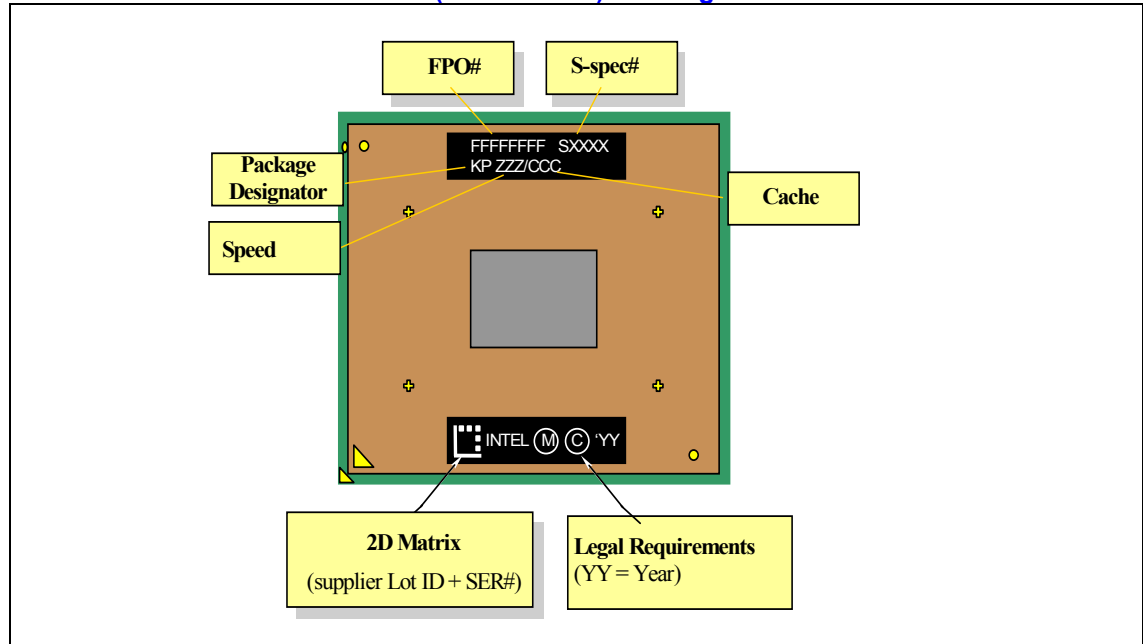 FPO#
S-spec#
FFFFFFFF SXXXX
KP ZZZ/CCC
Package
Designator
Cache
Speed
INTEL M C 'YY
2D Matrix
(supplier Lot ID + SER#)
Legal Requirements
(YY = Year)